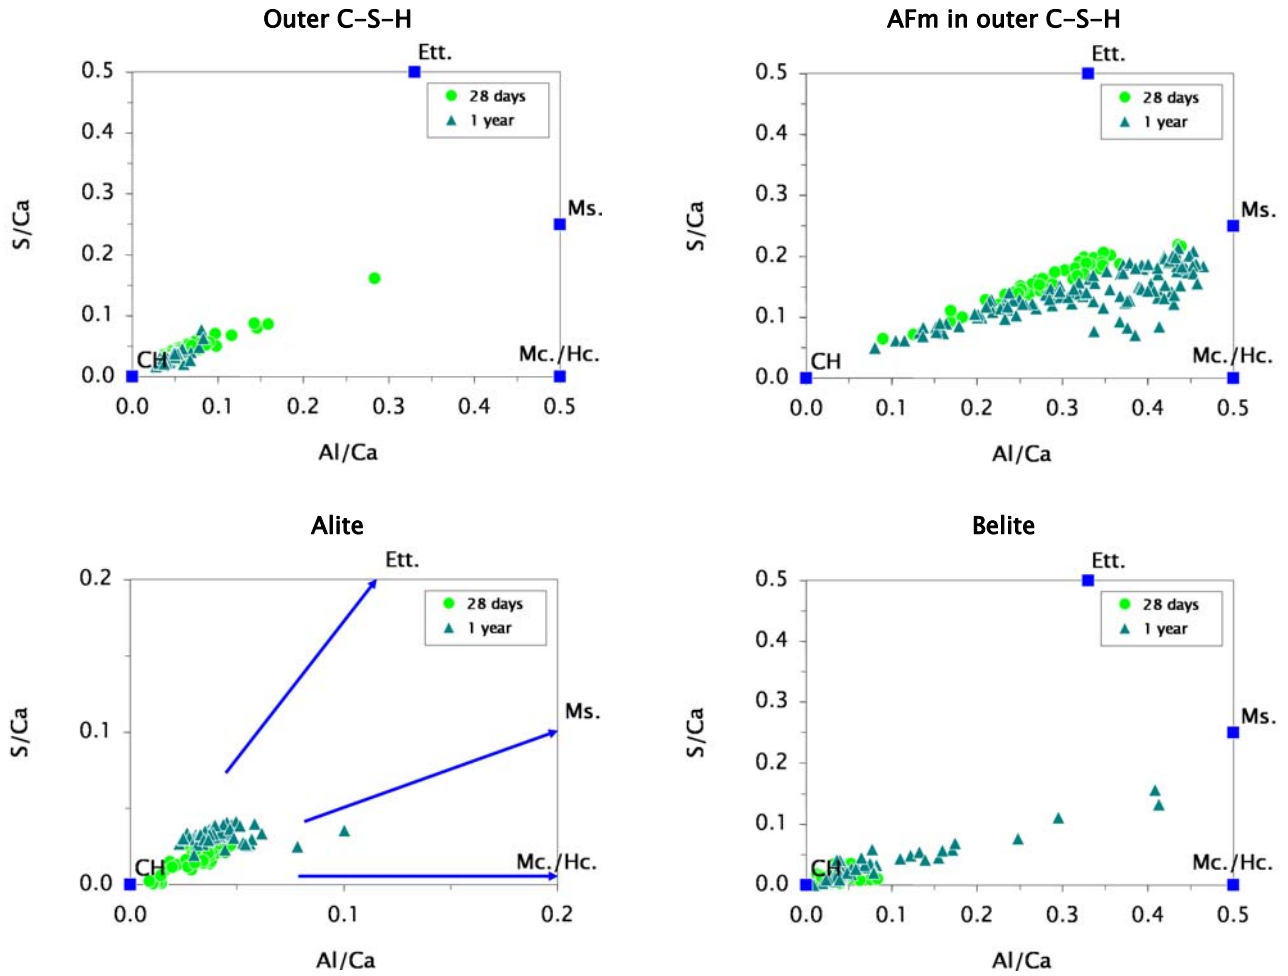 Outer C-S-H
Ett.
0.5
28 days
1 year
0.4
0.3
Ms.
S/Ca
0.2
0.1
CH
Mc./Hc.
0.0
0.0 0.1 0.2 0.3 0.4 0.5
Al/Ca
AFm in outer C-S-H
Ett.
0.5
28 days
1 year
0.4
0.3
Ms.
S/Ca
0.2
0.1
CH
Mc./Hc.
0.0
0.0 0.1 0.2 0.3 0.4 0.5
Al/Ca
Alite
Ett.
0.2
28 days
1 year
Ms.
S/Ca
0.1
CH
Mc./Hc.
0.0
0.0 0.1 0.2
Al/Ca
Belite
Ett.
0.5
28 days
1 year
0.4
0.3
Ms.
S/Ca
0.2
0.1
CH
Mc./Hc.
0.0
0.0 0.1 0.2 0.3 0.4 0.5
Al/Ca